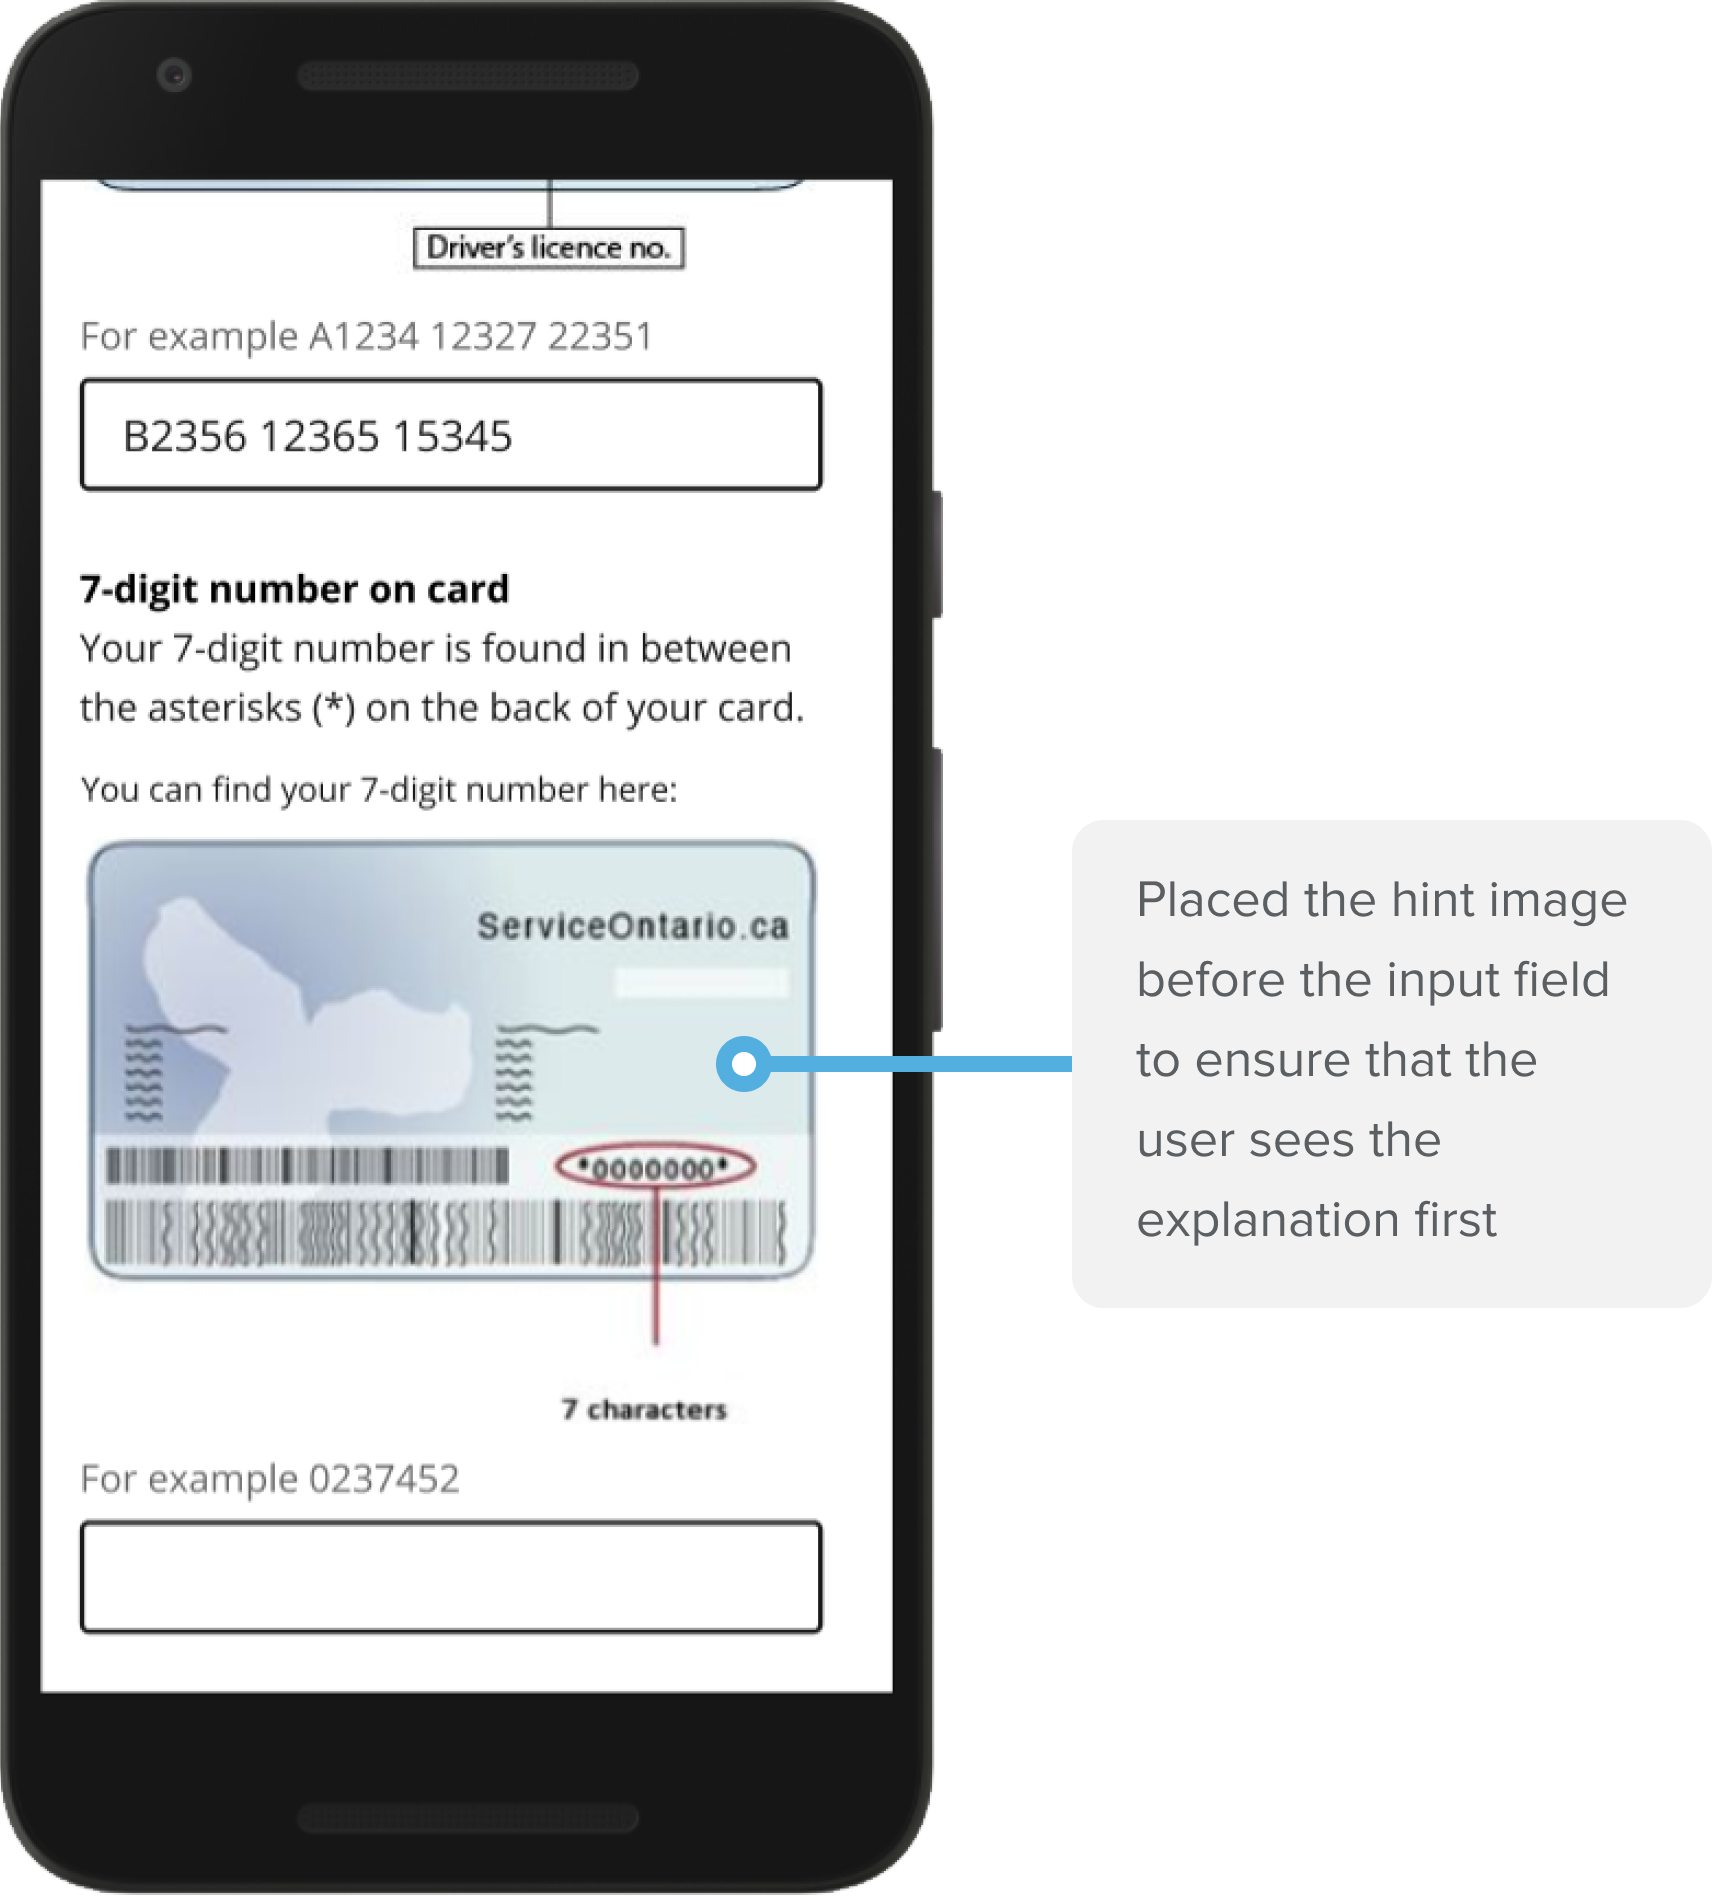 Driver's licence no.
For example A1234 12327 22351
B2356 12365 15345
7-digit number on card
Your 7-digit number is found in between
the asterisks (*) on the back of your card.
You can find your 7-digit number here:
ServiceOntario.ca
*0000000*
7 characters
For example 0237452
Placed the hint image
before the input field
to ensure that the
user sees the
explanation first